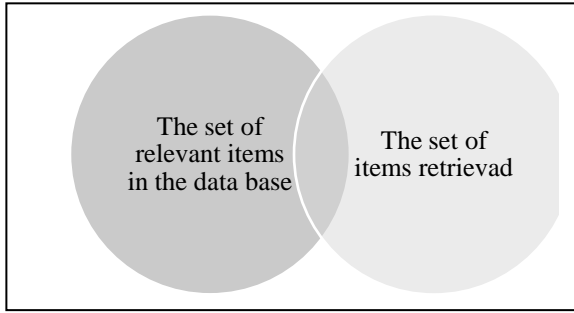 The set of
relevant items
in the data base
The set of
items retrievad